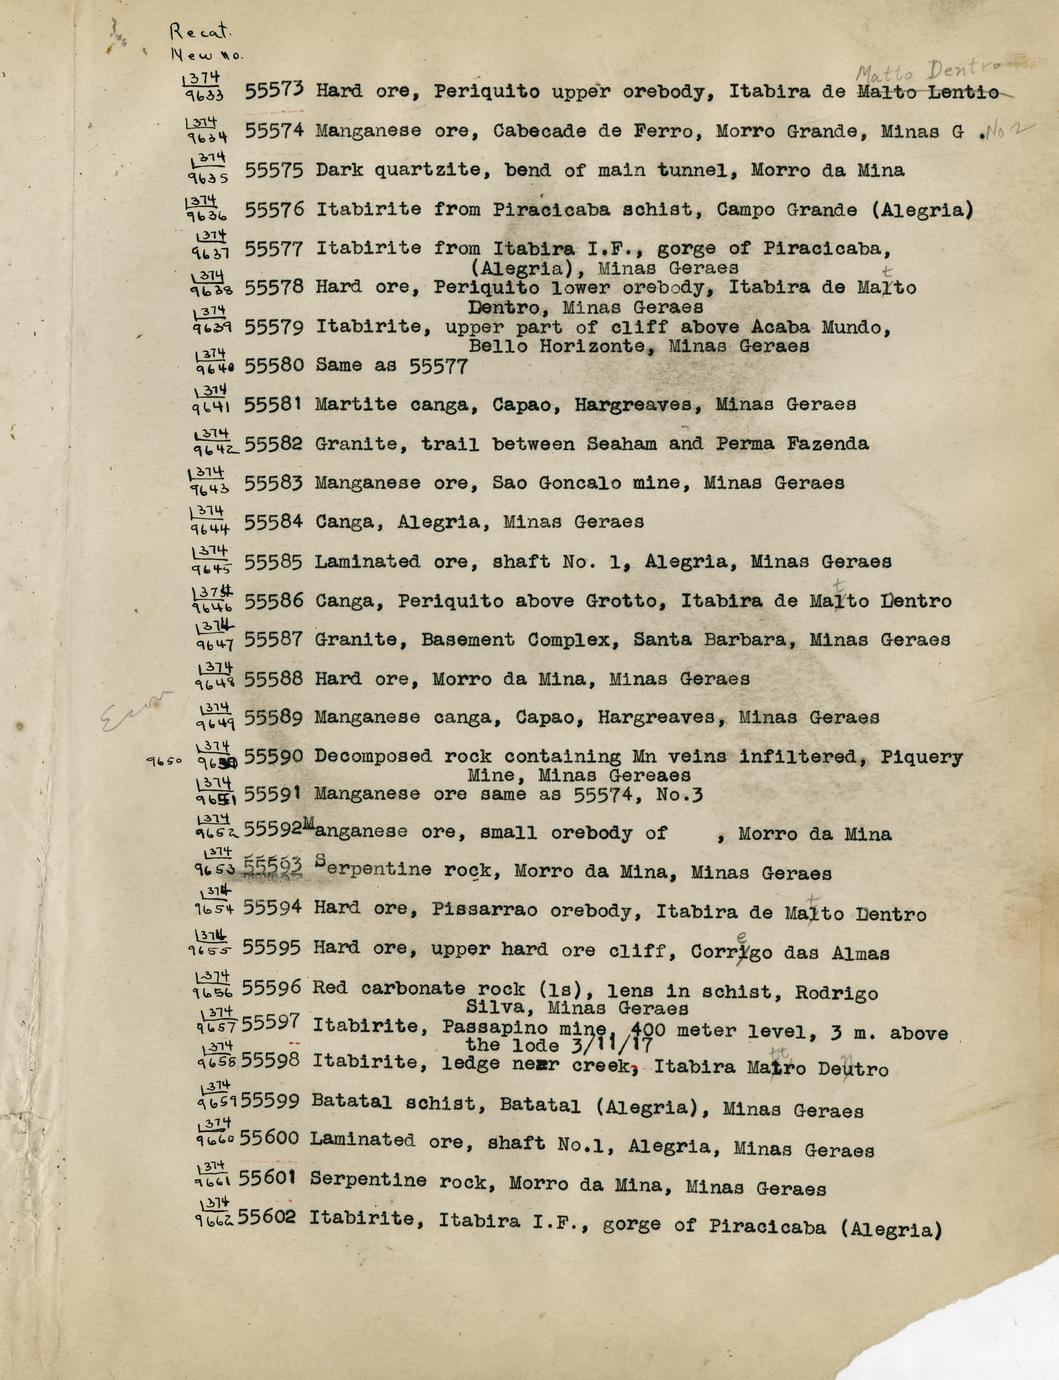 Recat.
New no.
Matto Dentro
1374
9633 55573 Hard ore, Periquito upper orebody, Itabira de Malto Lentio
1374
9634 55574 Manganese ore, Cabecade de Ferro, Morro Grande, Minas G . No 2
1374
9635 55575 Dark quartzite, bend of main tunnel, Morro da Mina
1374
9636 55576 Itabirite from Piracicaba schist, Campo Grande (Alegria)
1374
9637 55577 Itabirite from Itabira I.F., gorge of Piracicaba,
(Alegria), Minas Geraes
t
1374
9638 55578 Hard ore, Periquito lower orebody, Itabira de Malto
Dentro, Minas Geraes
1374
9639 55579 Itabirite, upper part of cliff above Acaba Mundo,
Bello Horizonte, Minas Geraes
1374
9640 55580 Same as 55577
1374
9641 55581 Martite canga, Capao, Hargreaves, Minas Geraes
1374
9642 55582 Granite, trail between Seaham and Perma Fazenda
1374
9643 55583 Manganese ore, Sao Goncalo mine, Minas Geraes
1374
9644 55584 Canga, Alegria, Minas Geraes
1374
9645 55585 Laminated ore, shaft No. 1, Alegria, Minas Geraes
t
1374
9646 55586 Canga, Periquito above Grotto, Itabira de Malto Dentro
1374
9647 55587 Granite, Basement Complex, Santa Barbara, Minas Geraes
1374
9648 55588 Hard ore, Morro da Mina, Minas Geraes
1374
9649 55589 Manganese canga, Capao, Hargreaves, Minas Geraes
1374
9650 9650 55590 Decomposed rock containing Mn veins infiltered, Piquery
Mine, Minas Gereaes
1374
9651 55591 Manganese ore same as 55574, No.3
1374
9652 55592 Manganese ore, small orebody of , Morro da Mina
1374
9653 55593 Serpentine rock, Morro da Mina, Minas Geraes
t
1374
9654 55594 Hard ore, Pissarrao orebody, Itabira de Malto Dentro
e
1374
9655 55595 Hard ore, upper hard ore cliff, Corrigo das Almas
1374
9656 55596 Red carbonate rock (ls), lens in schist, Rodrigo
Silva, Minas Geraes
1374
9657 55597 Itabirite, Passapino mine, 400 meter level, 3 m. above
the lode 3/11/17
tt n
1374
9658 55598 Itabirite, ledge near creek, Itabira Matro Deutro
1374
9659 55599 Batatal schist, Batatal (Alegria), Minas Geraes
1374
9660 55600 Laminated ore, shaft No.1, Alegria, Minas Geraes
1374
9661 55601 Serpentine rock, Morro da Mina, Minas Geraes
1374
9662 55602 Itabirite, Itabira I.F., gorge of Piracicaba (Alegria)